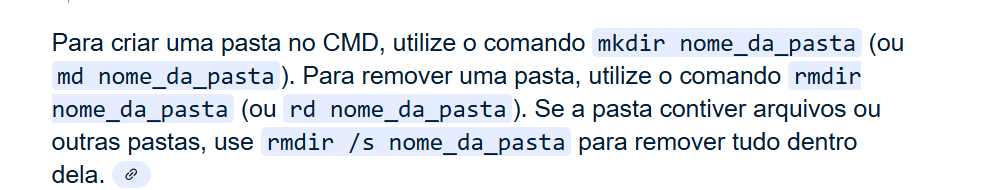 Para criar uma pasta no CMD, utilize o comando mkdir nome_da_pasta (ou
md nome_da_pasta). Para remover uma pasta, utilize o comando rmdir
nome_da_pasta (ou rd nome_da_pasta). Se a pasta contiver arquivos ou
outras pastas, use rmdir /s nome_da_pasta para remover tudo dentro
dela.